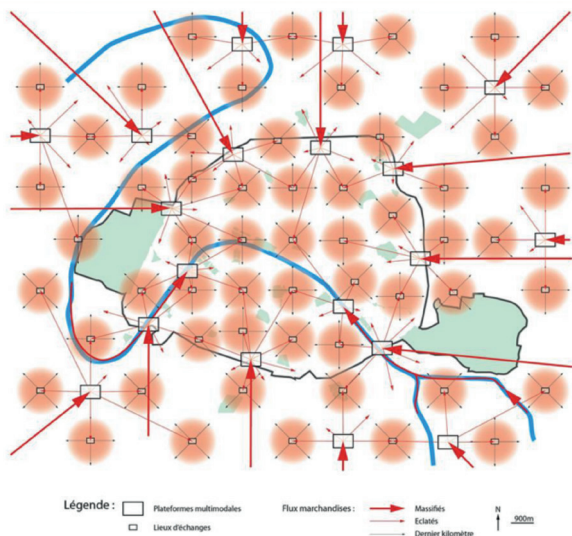 Légende :
Plateformes multimodales
Lieux d'échanges
Flux marchandises :
Massifiés
Eclatés
Dernier kilomètre
N
900m